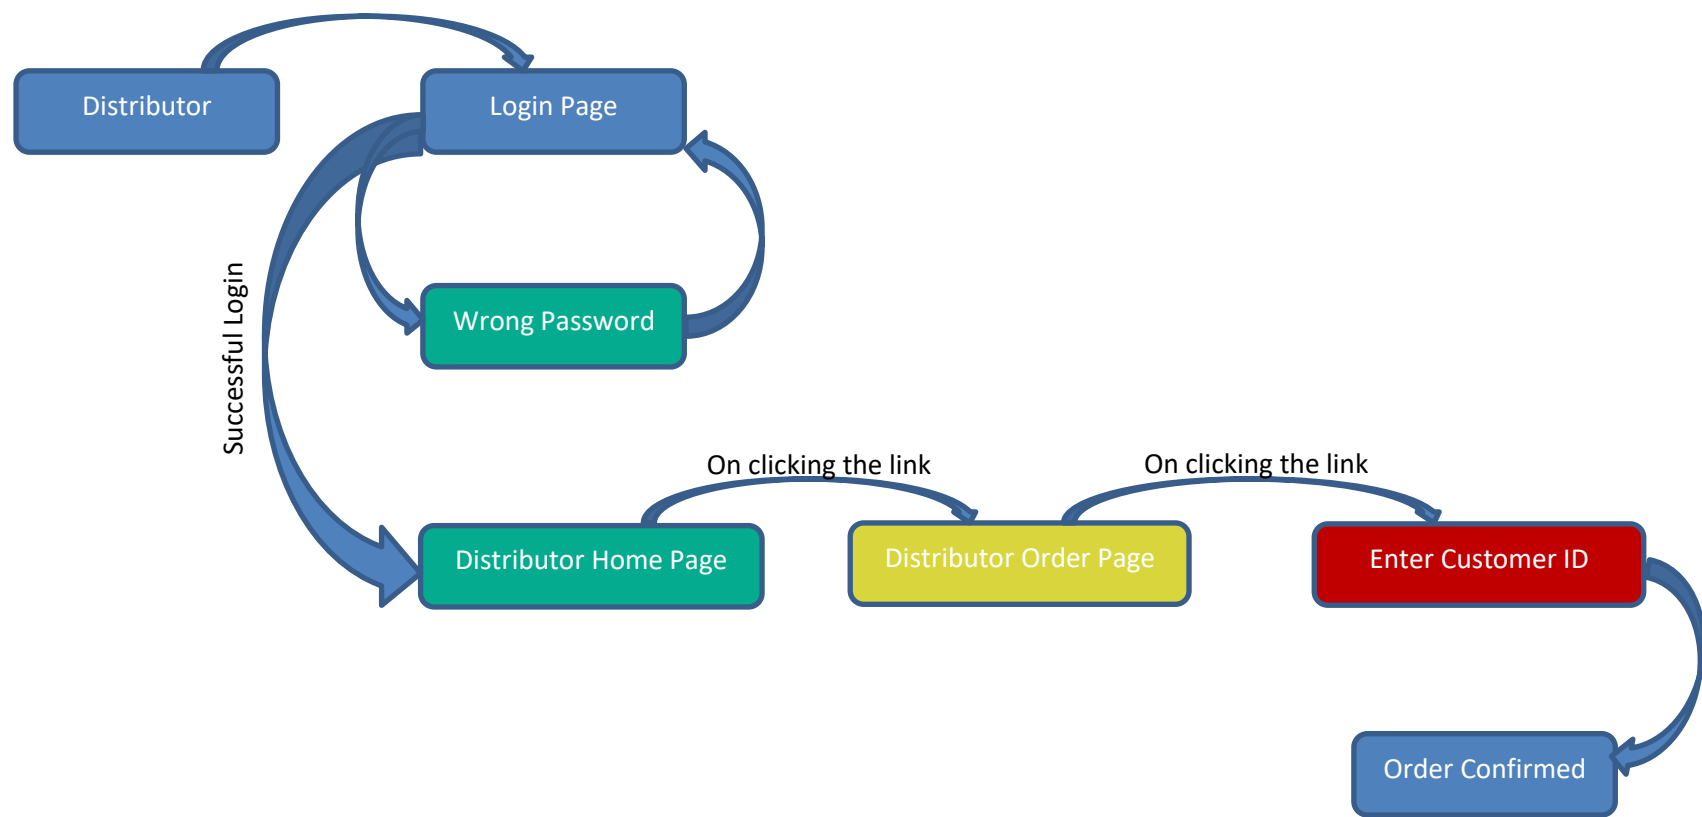 Distributor
Login Page
Successful Login
Wrong Password
On clicking the link
On clicking the link
Distributor Home Page
Distributor Order Page
Enter Customer ID
Order Confirmed